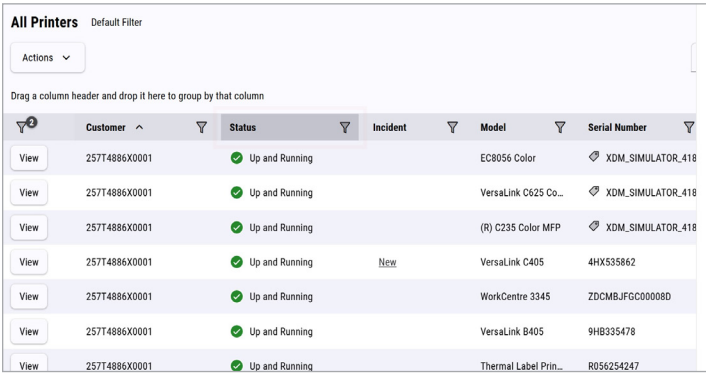 All Printers Default Filter
Actions
Drag a column header and drop it here to group by that column
2 Customer Status Incident Model Serial Number
View 257T4886X0001 Up and Running EC8056 Color XDM_SIMULATOR_418
View 257T4886X0001 Up and Running VersaLink C625 Co... XDM_SIMULATOR_418
View 257T4886X0001 Up and Running (R) C235 Color MFP XDM_SIMULATOR_418
View 257T4886X0001 Up and Running New VersaLink C405 4HX535862
View 257T4886X0001 Up and Running WorkCentre 3345 ZDCMBJFGC00008D
View 257T4886X0001 Up and Running VersaLink B405 9HB335478
View 257T4886X0001 Up and Running Thermal Label Prin... R056254247